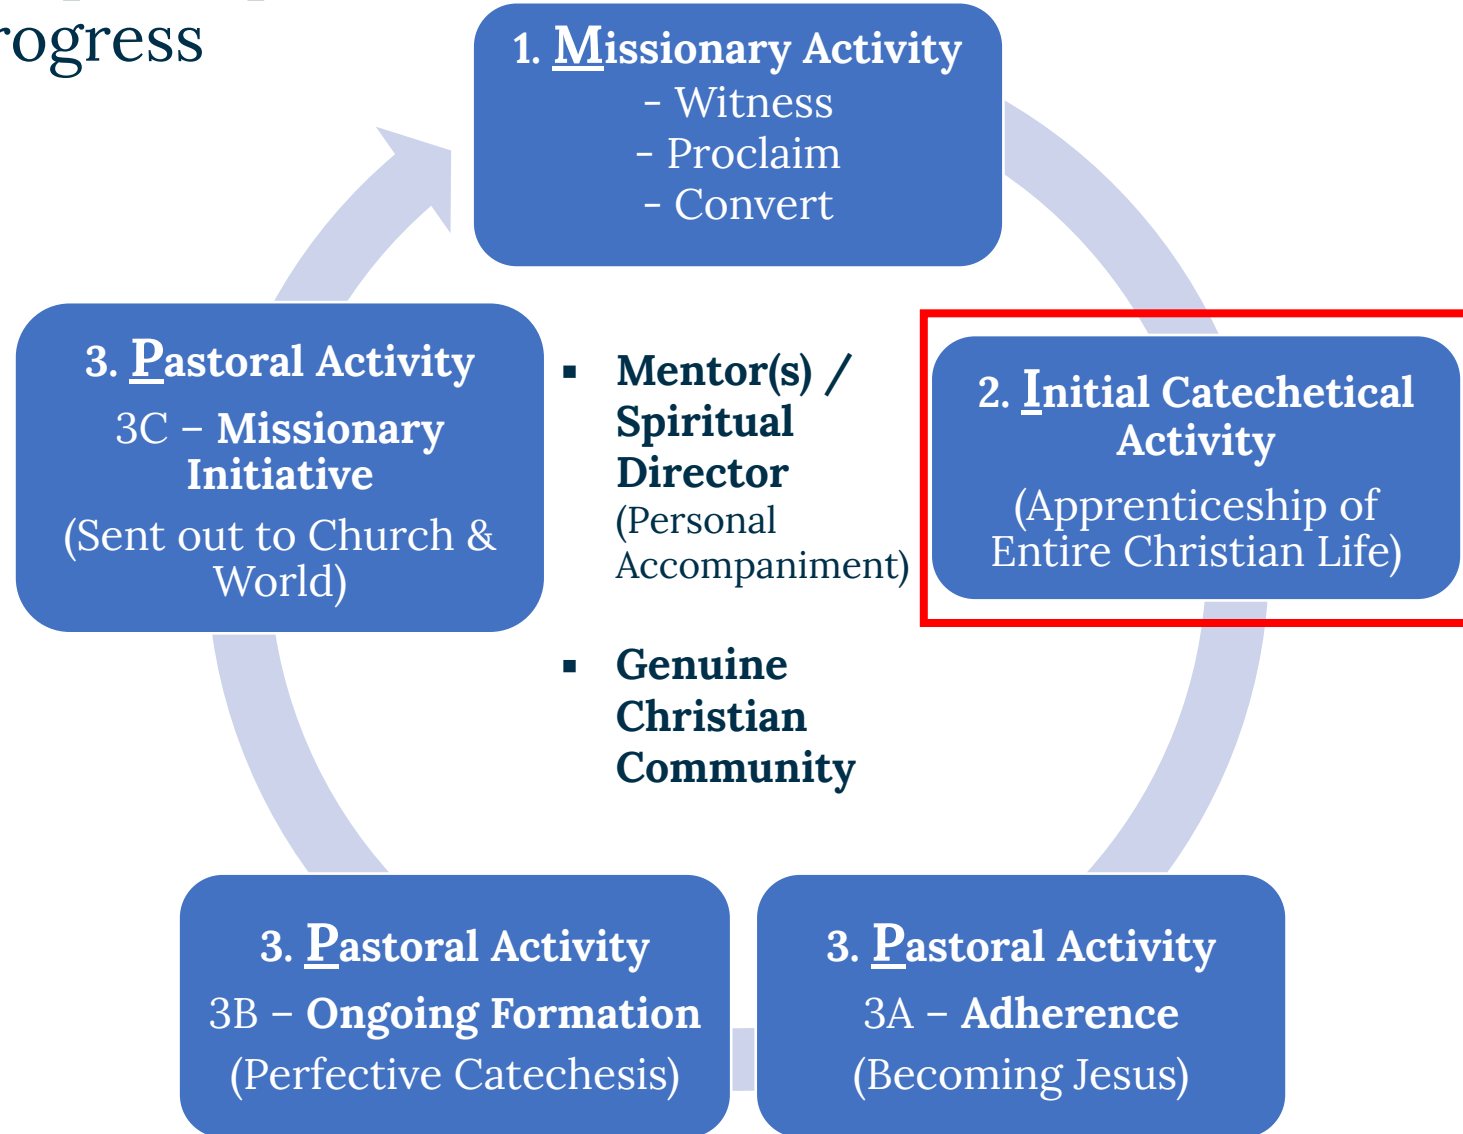 rogress
1. Missionary Activity
- Witness
- Proclaim
- Convert
2. Initial Catechetical
Activity
(Apprenticeship of
Entire Christian Life)
3. Pastoral Activity
3A – Adherence
(Becoming Jesus)
3. Pastoral Activity
3B – Ongoing Formation
(Perfective Catechesis)
3. Pastoral Activity
3C – Missionary
Initiative
(Sent out to Church &
World)
▪ Mentor(s) /
Spiritual
Director
(Personal
Accompaniment)
▪ Genuine
Christian
Community